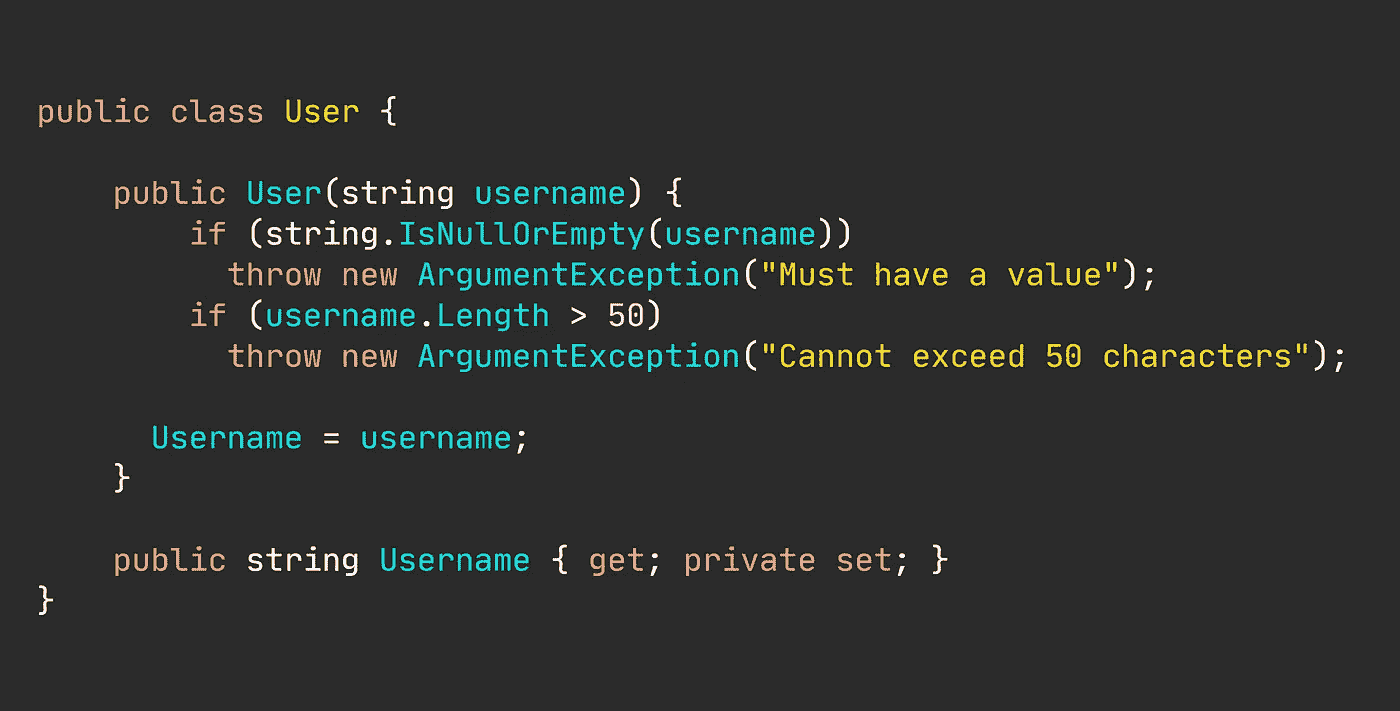 public class User {
    public User(string username) {
        if (string.IsNullOrEmpty(username))
          throw new ArgumentException("Must have a value");
        if (username.Length > 50)
          throw new ArgumentException("Cannot exceed 50 characters");
      Username = username;
    }
    public string Username { get; private set; }
}